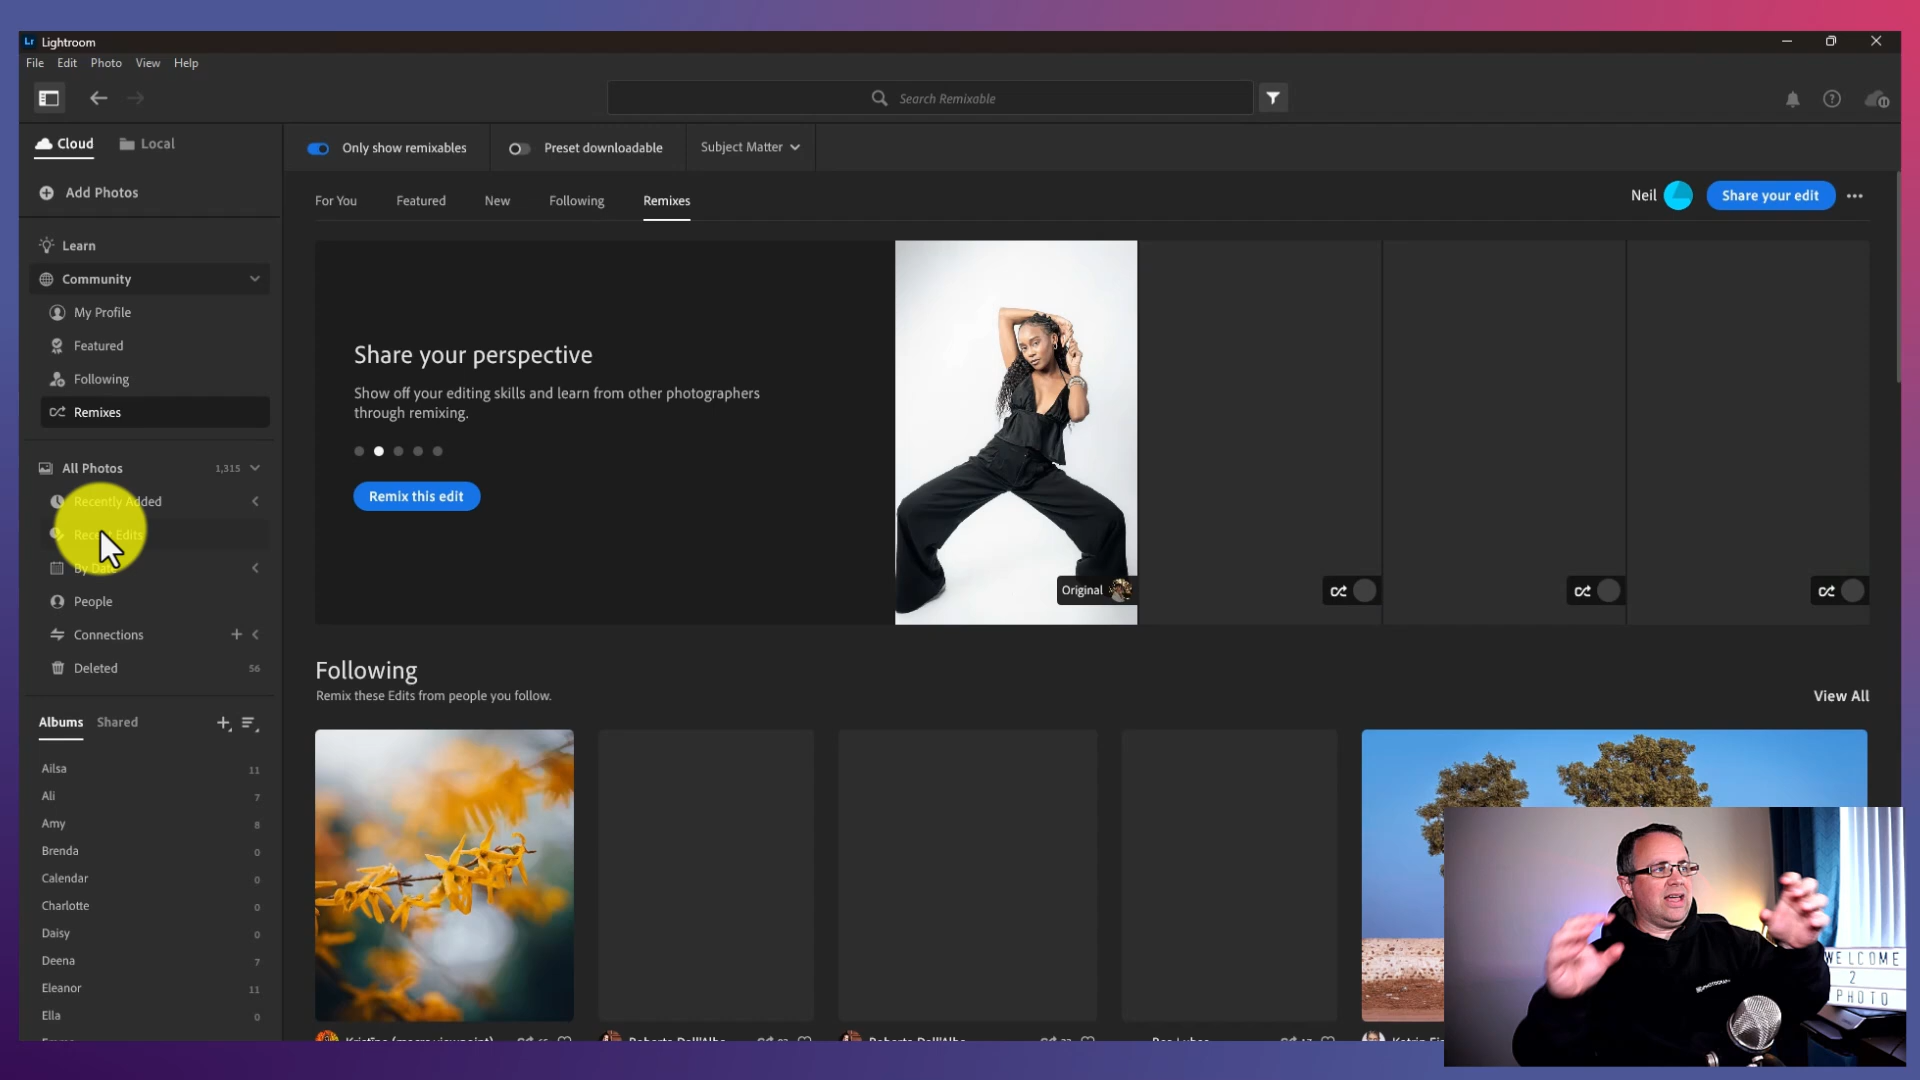 Lr Lightroom
File Edit Photo View Help
Search Remixable
Cloud Local
Only show remixables Preset downloadable Subject Matter
Add Photos
For You Featured New Following Remixes
Neil Share your edit
Learn
Community
My Profile
Featured
Following
Remixes
Share your perspective
Show off your editing skills and learn from other photographers
through remixing.
Remix this edit
Original
All Photos 1,315
Recently Added
Recent Edits
By Date
People
Connections
Deleted 56
Albums Shared
Ailsa 11
Ali 7
Amy 8
Brenda 0
Calendar 0
Charlotte 0
Daisy 0
Deena 7
Eleanor 11
Ella 0
Following
Remix these Edits from people you follow.
View All
WELCOME
2
PHOTO